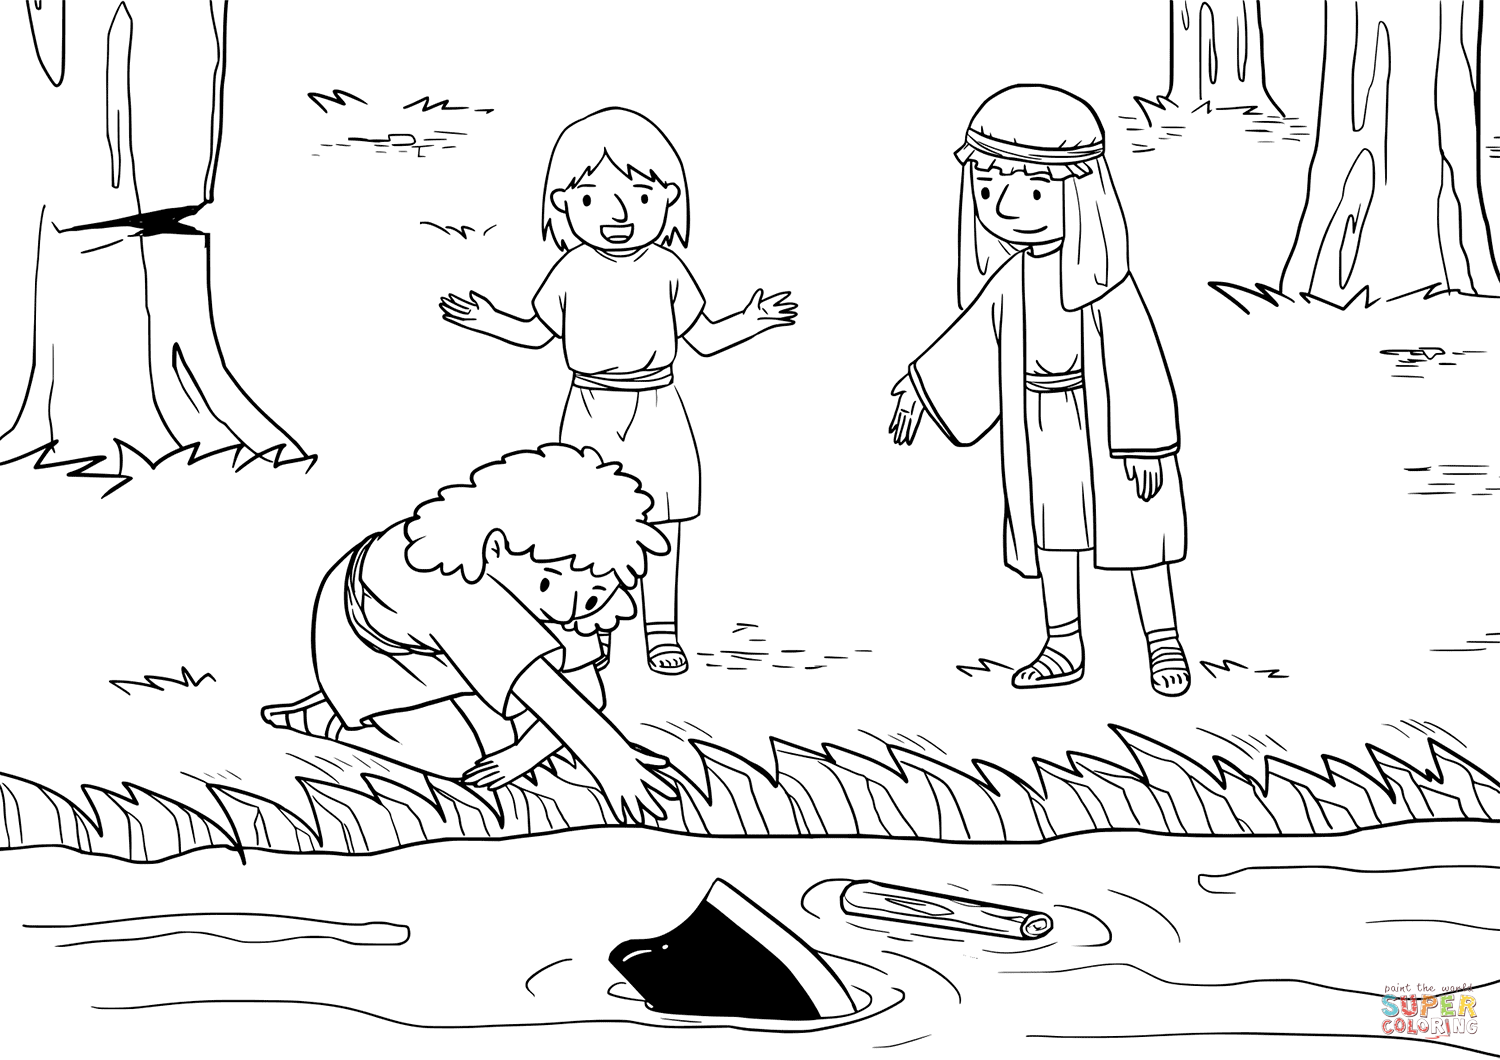 paint the world
SUPER
COLORING